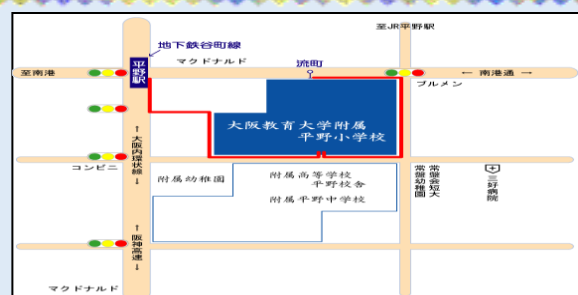 至JR平野駅
地下鉄谷町線
マクドナルド
流町
至南港
平野駅
← 南港通 →
ブルメン
大阪教育大学附属
平野小学校
← 大阪内環状線 →
コンビニ
附属幼稚園
附属高等学校
平野校舎
附属平野中学校
常磐会短大
常磐幼稚園
三好病院
← 阪神高速 →
マクドナルド